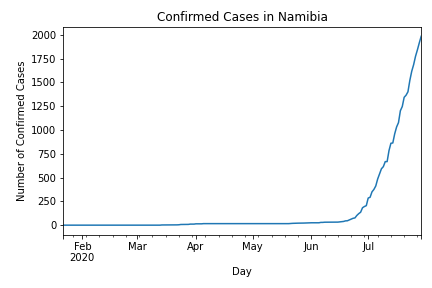 Confirmed Cases in Namibia
Number of Confirmed Cases
2000
1750
1500
1250
1000
750
500
250
0
Feb Mar Apr May Jun Jul
2020
Day